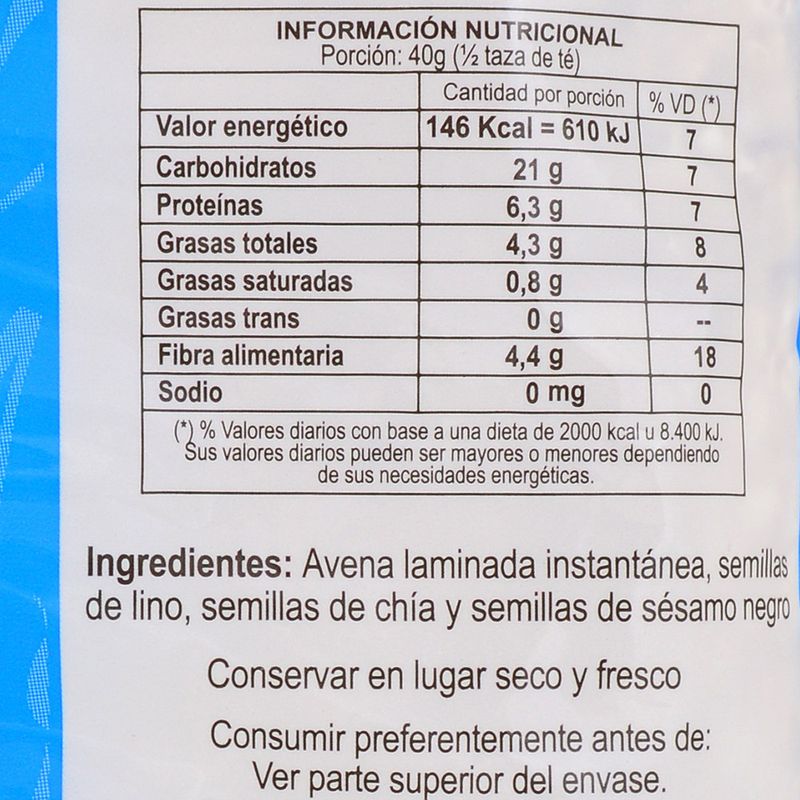 INFORMACIÓN NUTRICIONAL
Porción: 40g (½ taza de té)
Cantidad por porción % VD (*)
Valor energético 146 Kcal = 610 kJ 7
Carbohidratos 21 g 7
Proteínas 6,3 g 7
Grasas totales 4,3 g 8
Grasas saturadas 0,8 g 4
Grasas trans 0 g --
Fibra alimentaria 4,4 g 18
Sodio 0 mg 0
(*) % Valores diarios con base a una dieta de 2000 kcal u 8.400 kJ.
Sus valores diarios pueden ser mayores o menores dependiendo
de sus necesidades energéticas.
Ingredientes: Avena laminada instantánea, semillas
de lino, semillas de chía y semillas de sésamo negro
Conservar en lugar seco y fresco
Consumir preferentemente antes de:
Ver parte superior del envase.